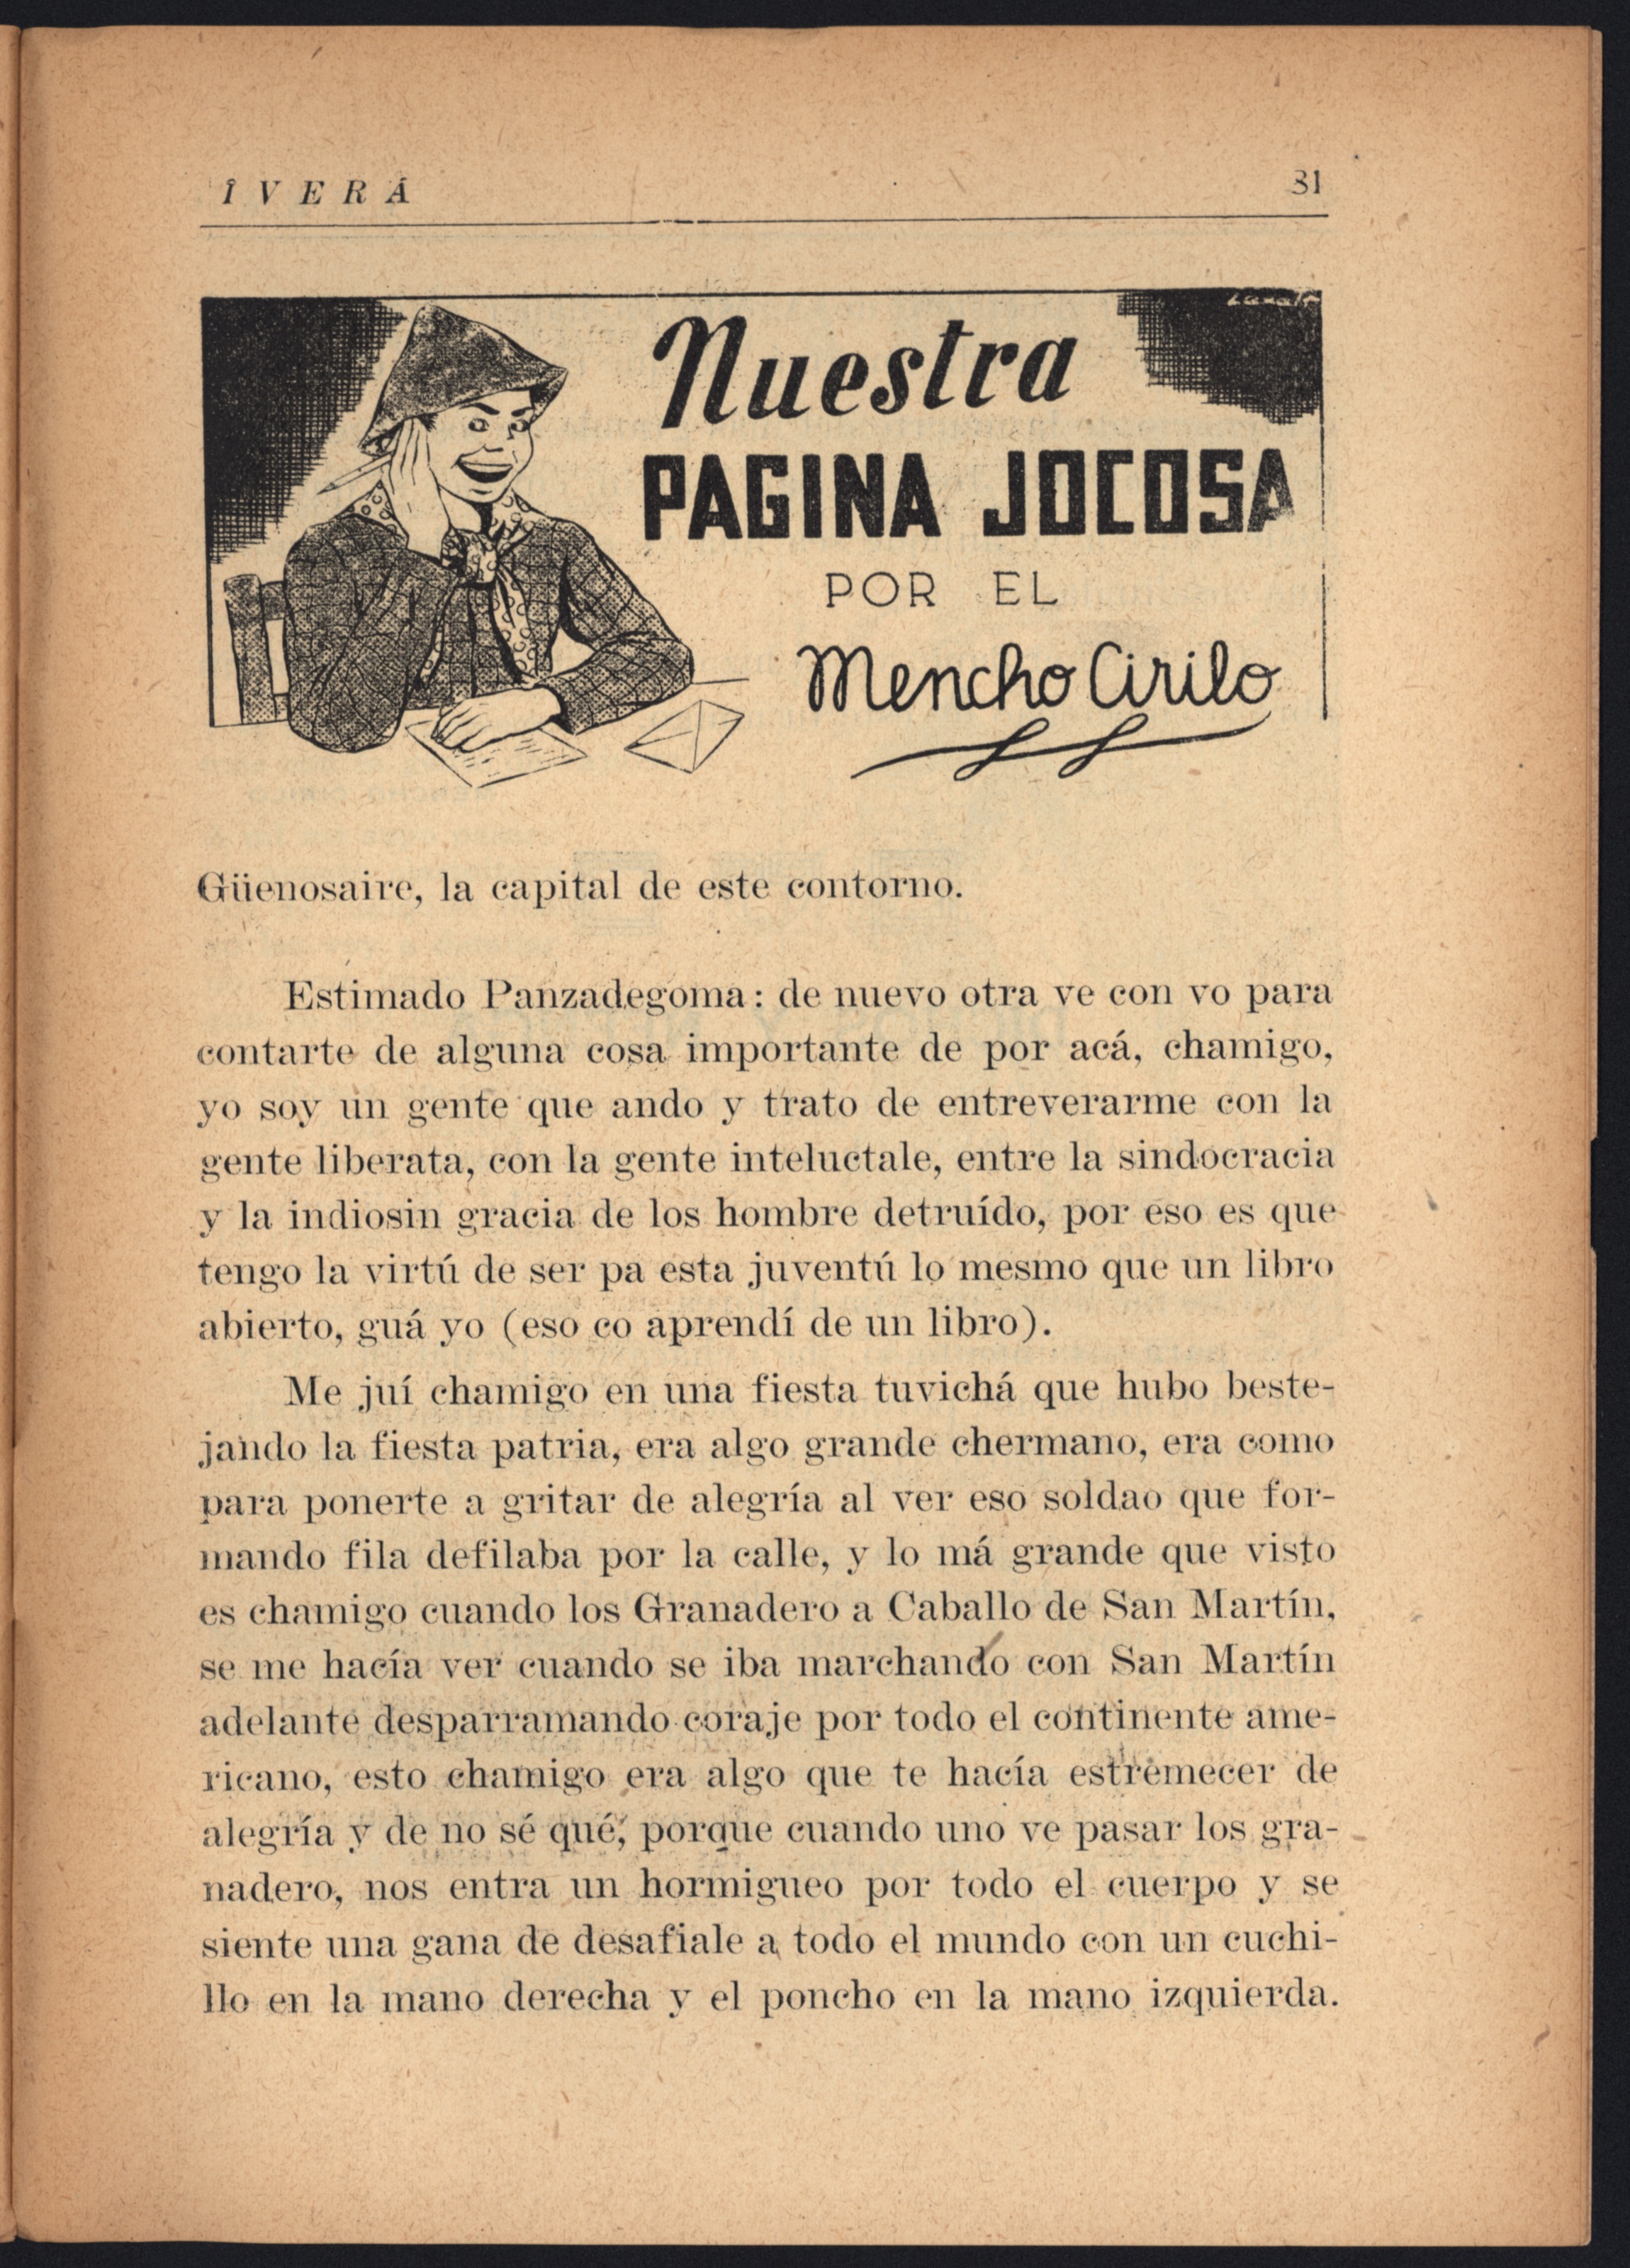 Î V E R Á
31
Nuestra
PAGINA JOCOSA
POR EL
Mencho Cirilo
Güenosaire, la capital de este contorno.
Estimado Panzadegoma: de nuevo otra ve con vo para
contarte de alguna cosa importante de por acá, chamigo,
yo soy un gente que ando y trato de entreverarme con la
gente liberata, con la gente inteluctale, entre la sindocracia
y la indiosin gracia de los hombre detruído, por eso es que
tengo la virtú de ser pa esta juventú lo mesmo que un libro
abierto, guá yo (eso co aprendí de un libro).
Me juí chamigo en una fiesta tuvichá que hubo beste-
jando la fiesta patria, era algo grande chermano, era como
para ponerte a gritar de alegría al ver eso soldao que for-
mando fila defilaba por la calle, y lo má grande que visto
es chamigo cuando los Granadero a Caballo de San Martín,
se me hacía ver cuando se iba marchando con San Martín
adelante desparramando coraje por todo el continente ame-
ricano, esto chamigo era algo que te hacía estremecer de
alegría y de no sé qué, porque cuando uno ve pasar los gra-
nadero, nos entra un hormigueo por todo el cuerpo y se
siente una gana de desafiale a todo el mundo con un cuchi-
llo en la mano derecha y el poncho en la mano izquierda.